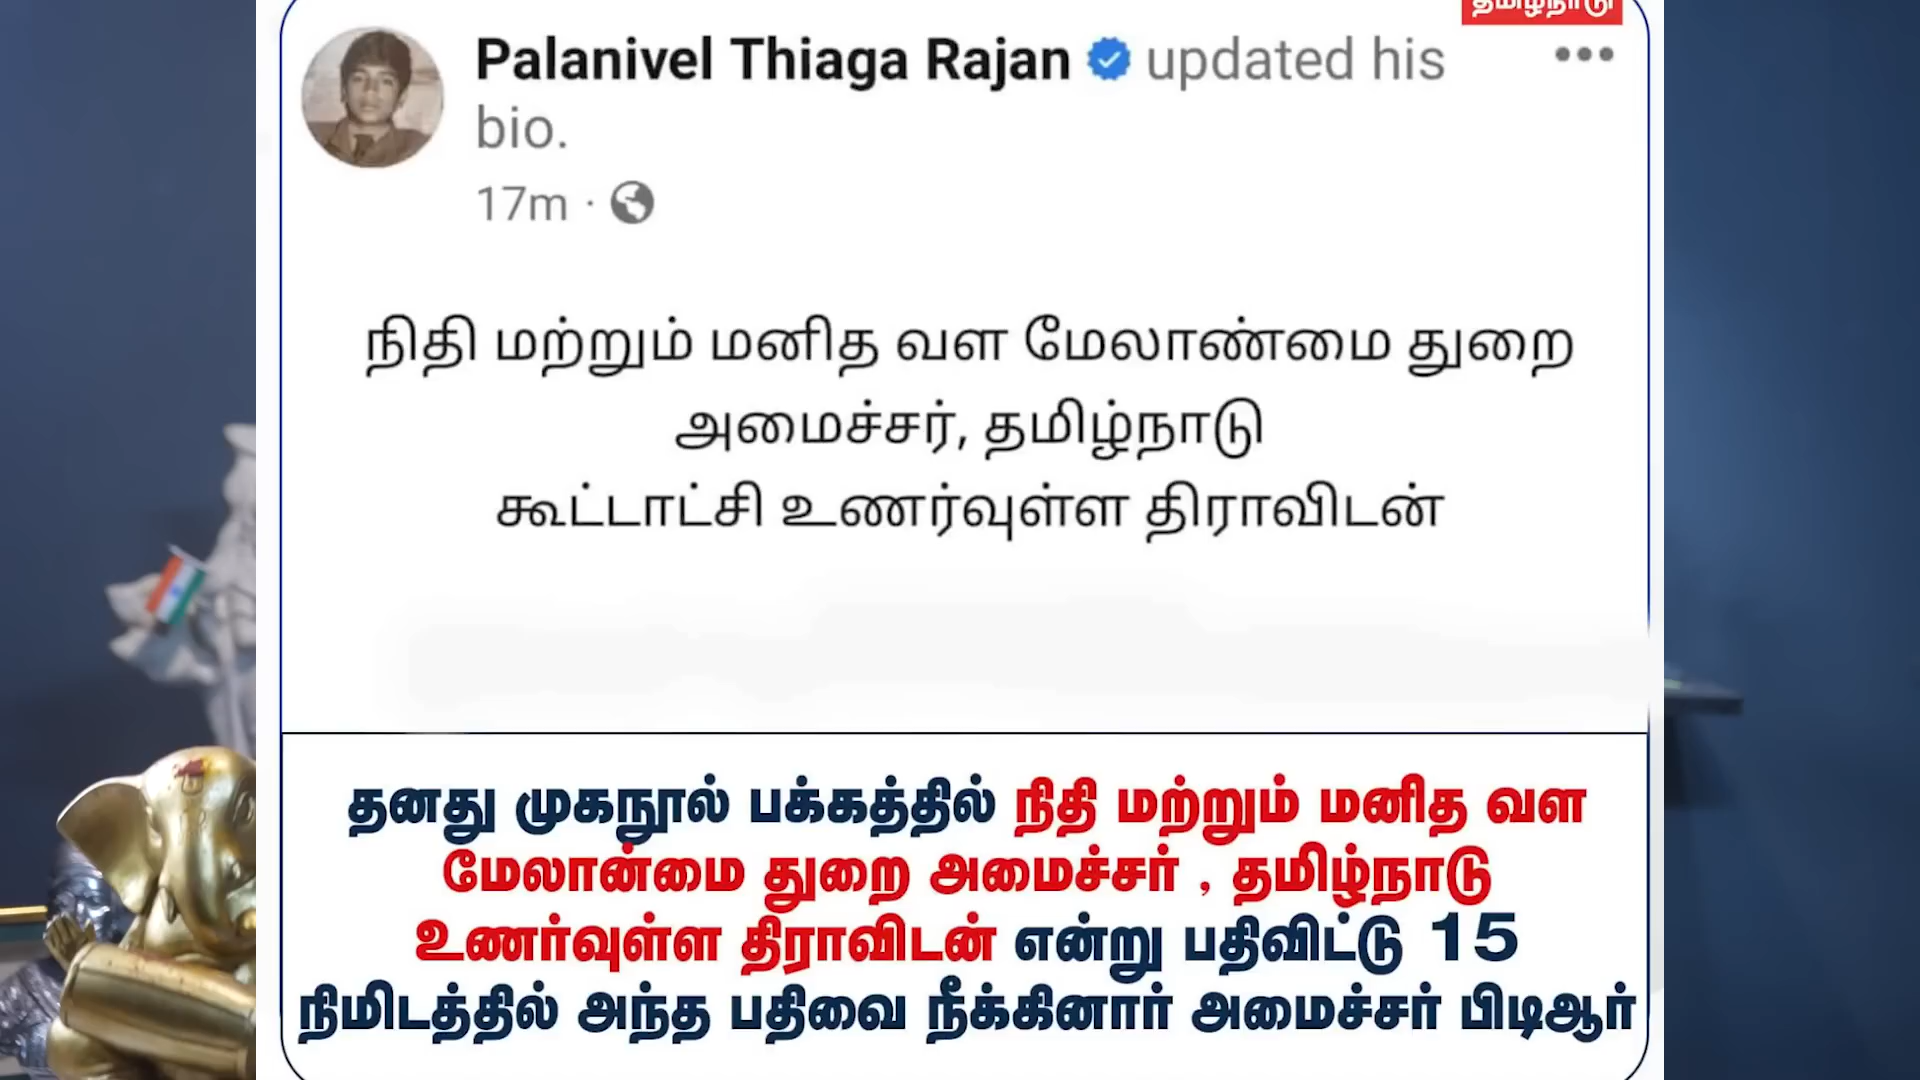 தமிழ்நாடு
Palanivel Thiaga Rajan updated his
bio.
17m ·
நிதி மற்றும் மனித வள மேலாண்மை துறை
அமைச்சர், தமிழ்நாடு
கூட்டாட்சி உணர்வுள்ள திராவிடன்
தனது முகநூல் பக்கத்தில் நிதி மற்றும் மனித வள
மேலான்மை துறை அமைச்சர் , தமிழ்நாடு
உணர்வுள்ள திராவிடன் என்று பதிவிட்டு 15
நிமிடத்தில் அந்த பதிவை நீக்கினார் அமைச்சர் பிடிஆர்